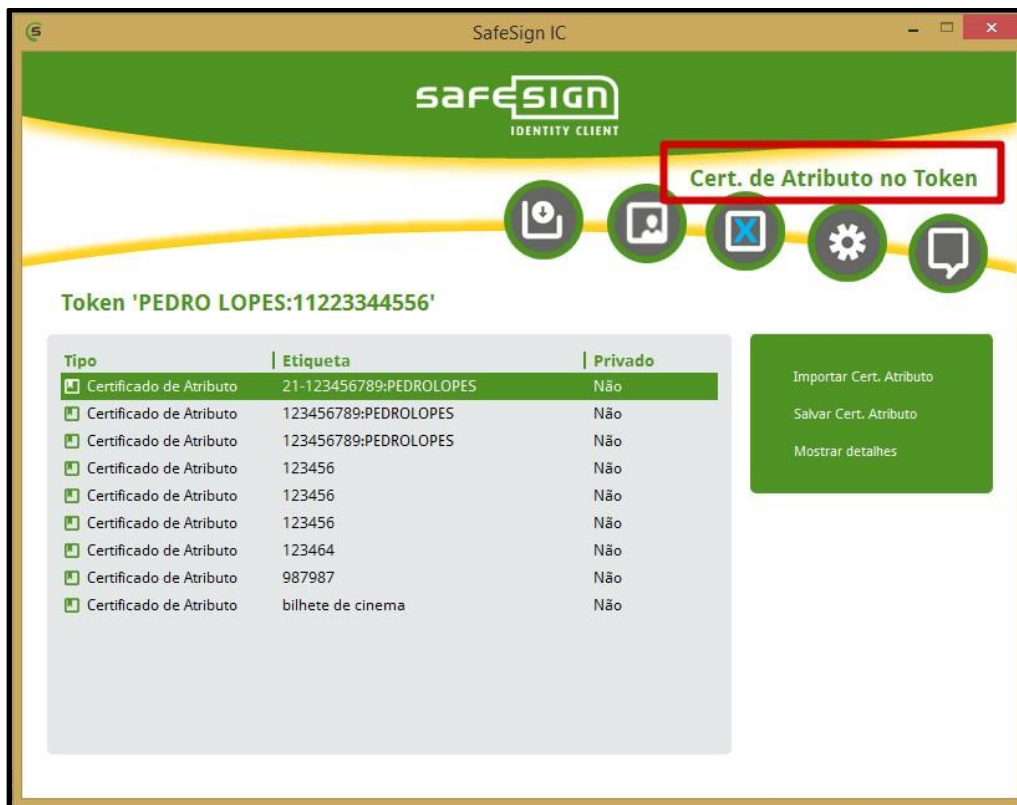 SafeSign IC
safesign
IDENTITY CLIENT
Cert. de Atributo no Token
Token 'PEDRO LOPES:11223344556'
Tipo Etiqueta Privado
Certificado de Atributo 21-123456789:PEDROLOPES Não
Certificado de Atributo 123456789:PEDROLOPES Não
Certificado de Atributo 123456789:PEDROLOPES Não
Certificado de Atributo 123456 Não
Certificado de Atributo 123456 Não
Certificado de Atributo 123456 Não
Certificado de Atributo 123464 Não
Certificado de Atributo 987987 Não
Certificado de Atributo bilhete de cinema Não
Importar Cert. Atributo
Salvar Cert. Atributo
Mostrar detalhes